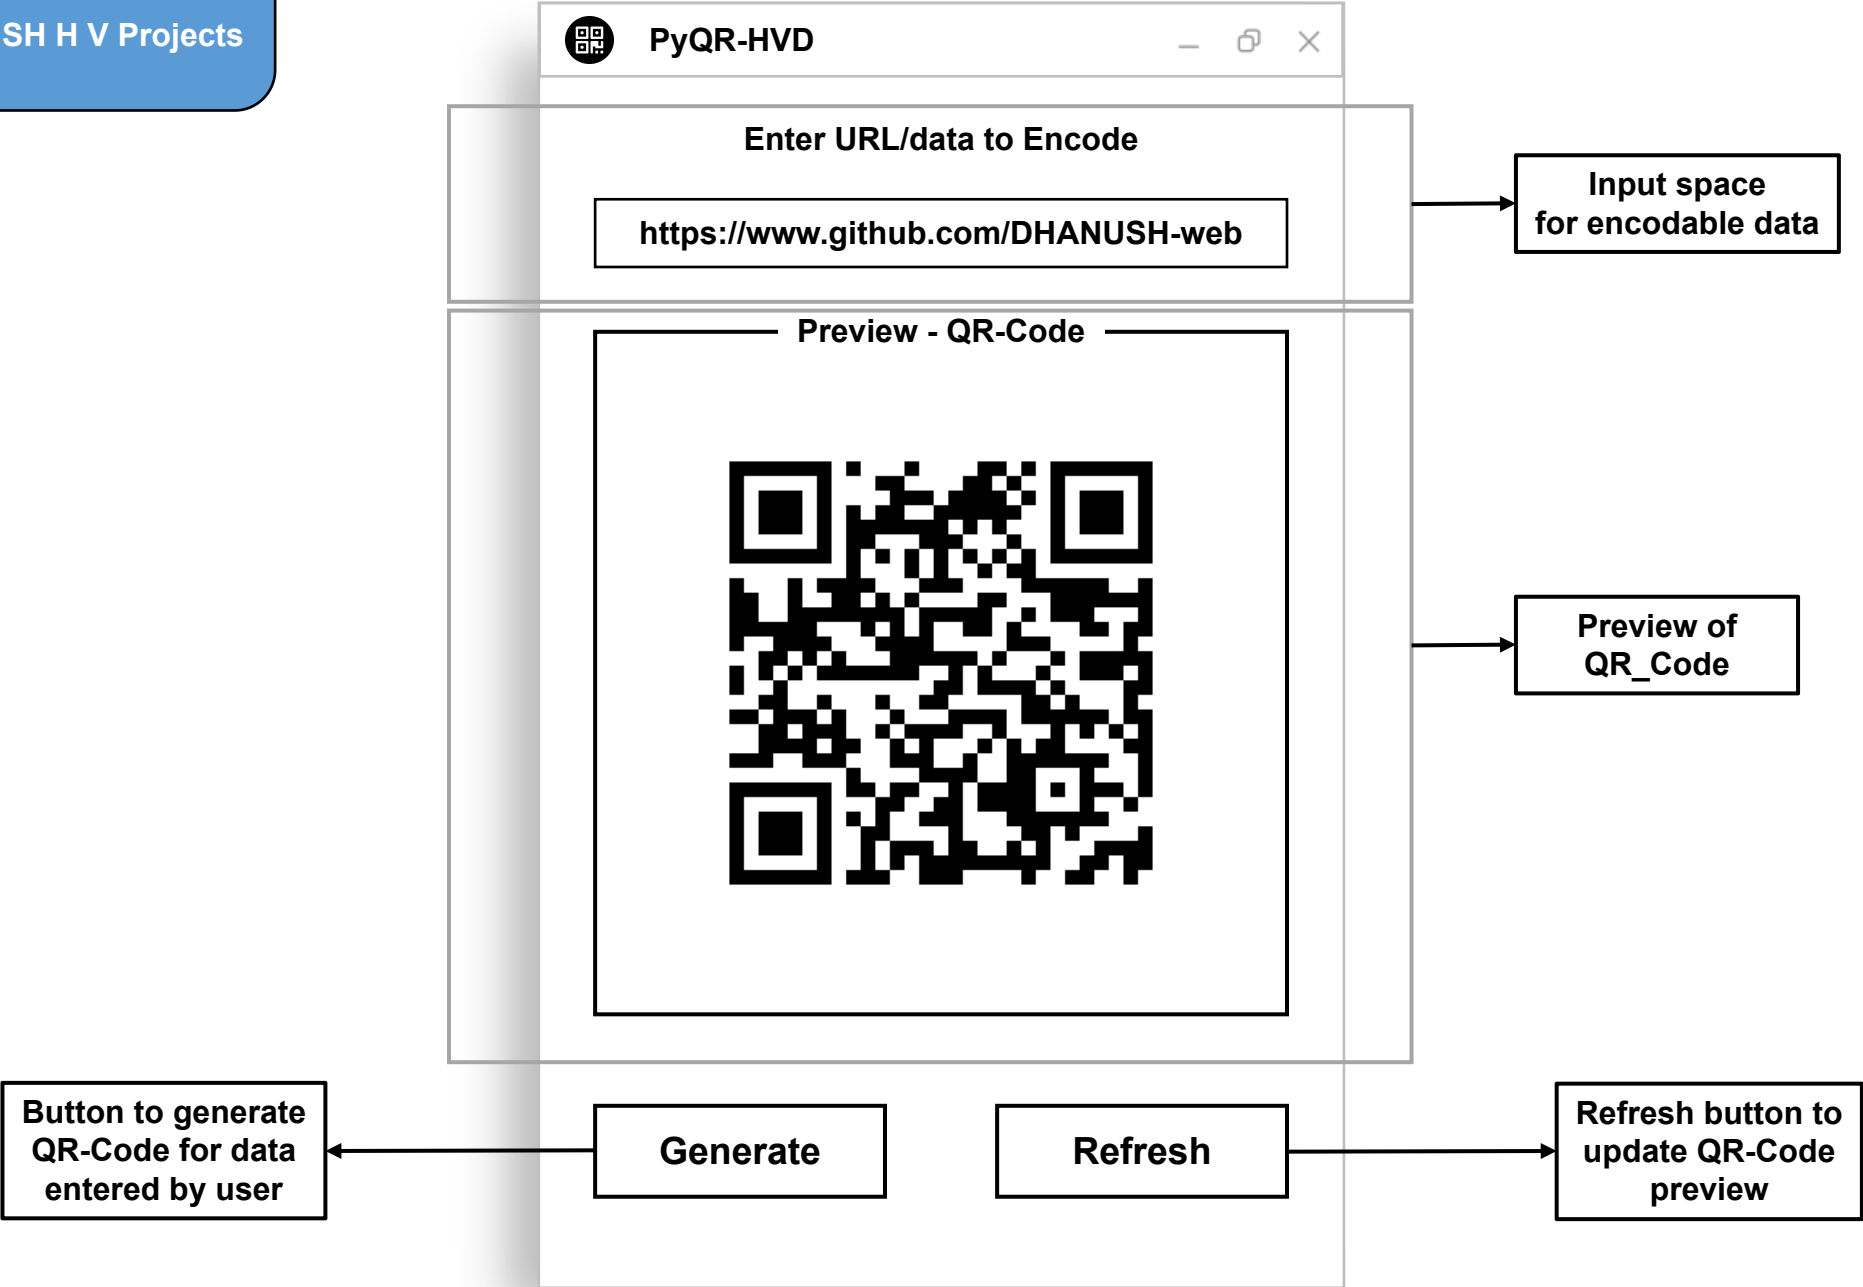 SH H V Projects
PyQR-HVD
Enter URL/data to Encode
https://www.github.com/DHANUSH-web
Input space
for encodable data
Preview - QR-Code
Preview of
QR_Code
Button to generate
QR-Code for data
entered by user
Generate
Refresh
Refresh button to
update QR-Code
preview